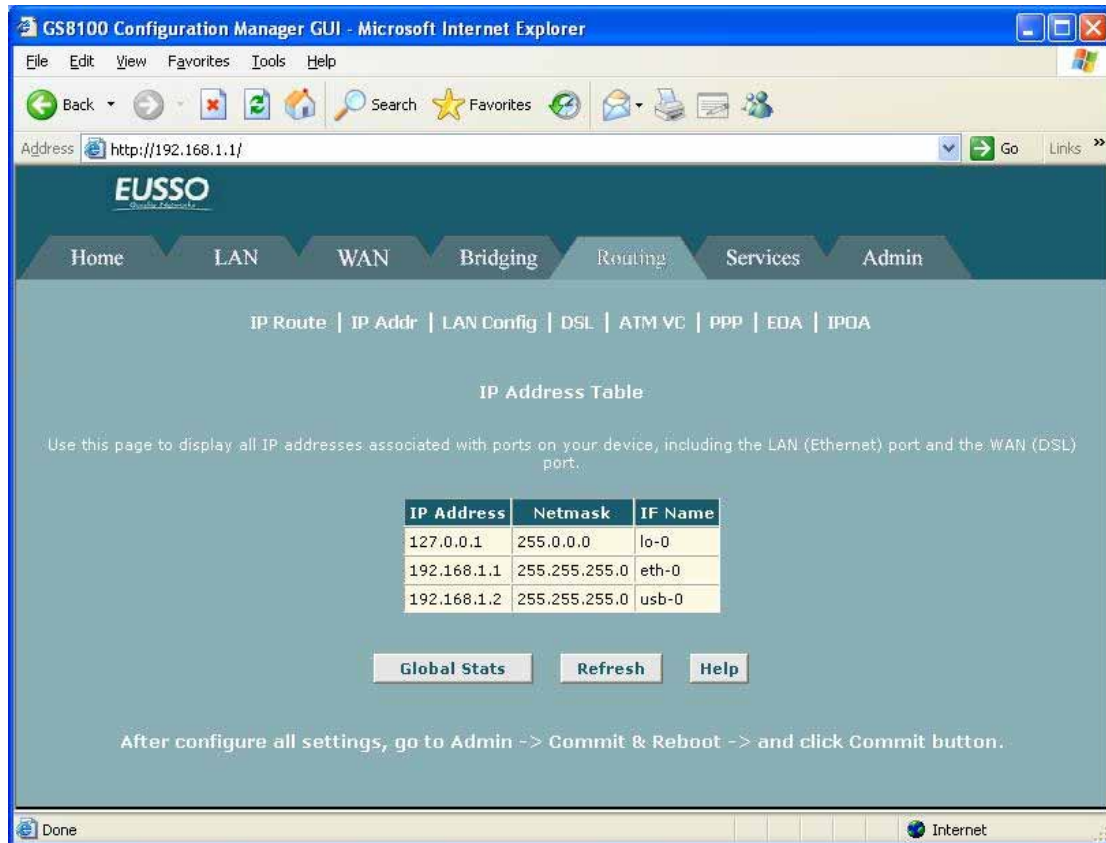 GS8100 Configuration Manager GUI - Microsoft Internet Explorer
File Edit View Favorites Tools Help
Back Search Favorites
Address http://192.168.1.1/ Go Links »
EUSSO
Quality Networks
Home LAN WAN Bridging Routing Services Admin
IP Route | IP Addr | LAN Config | DSL | ATM VC | PPP | EOA | IPOA
IP Address Table
Use this page to display all IP addresses associated with ports on your device, including the LAN (Ethernet) port and the WAN (DSL)
port.
IP Address Netmask IF Name
127.0.0.1 255.0.0.0 lo-0
192.168.1.1 255.255.255.0 eth-0
192.168.1.2 255.255.255.0 usb-0
Global Stats Refresh Help
After configure all settings, go to Admin -> Commit & Reboot -> and click Commit button.
Done Internet